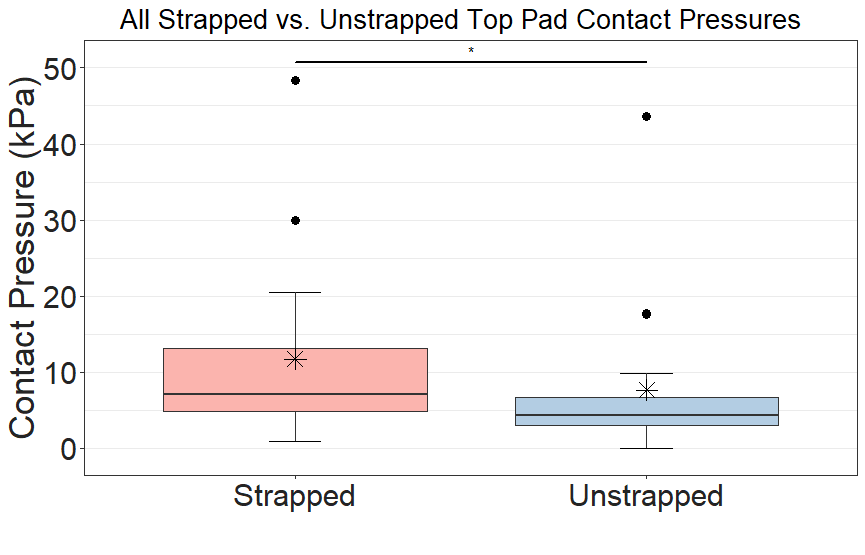 All Strapped vs. Unstrapped Top Pad Contact Pressures
*
Contact Pressure (kPa)
50
40
30
20
10
0
Strapped
Unstrapped